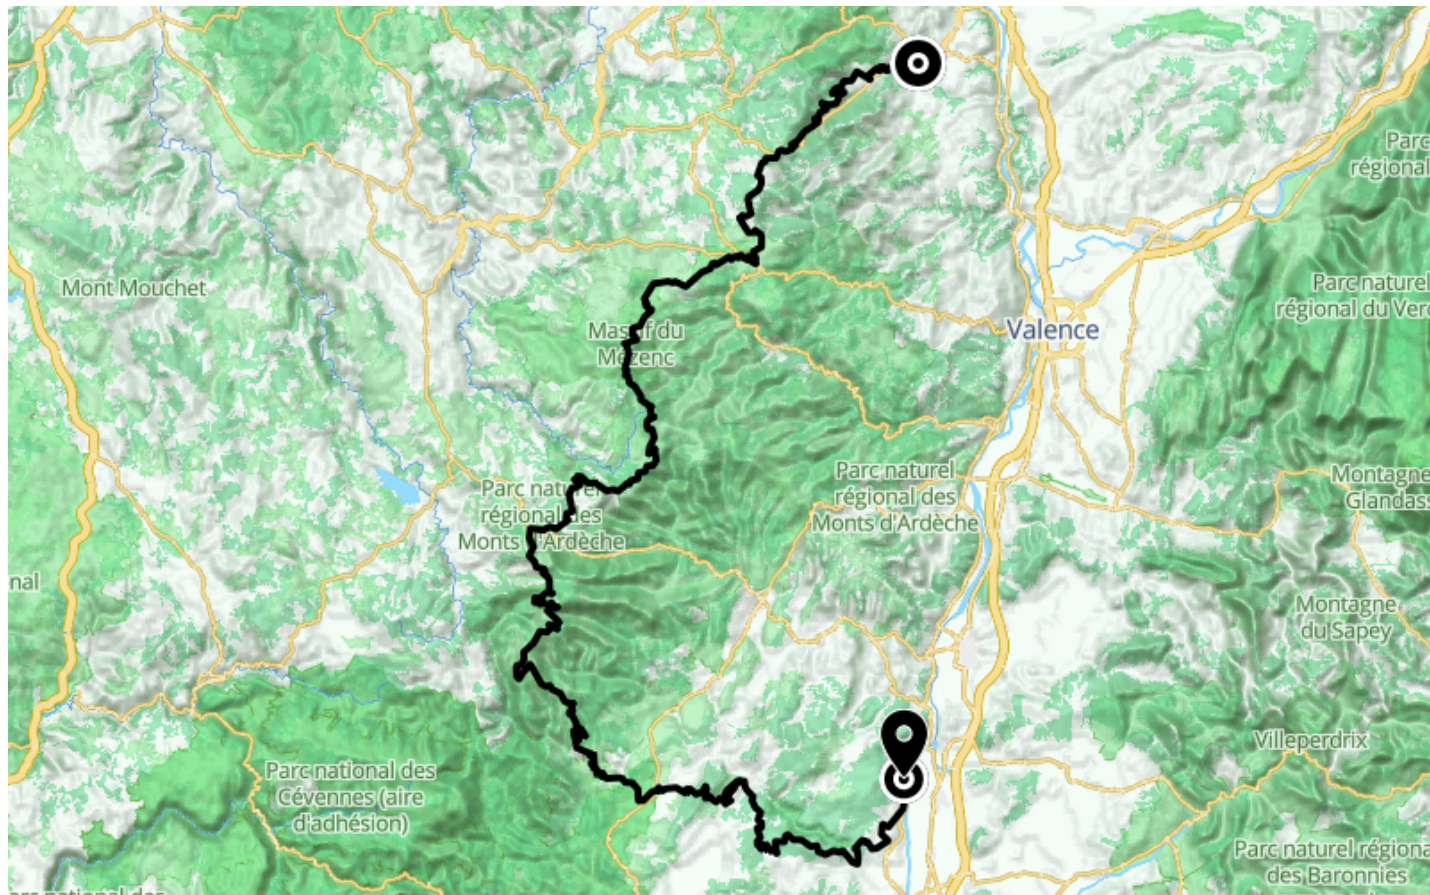 Parc
régional
Mont Mouchet
Parc naturel
régional du Verc
Massif du
Mézenc
Valence
Parc naturel
régional des
Monts d'Ardèche
Parc naturel
régional des
Monts d'Ardèche
Montagne
Glandass
nal
Montagne
du Sapey
Villeperdrix
Parc national des
Cévennes (aire
d'adhésion)
Parc naturel régiona
des Baronnies